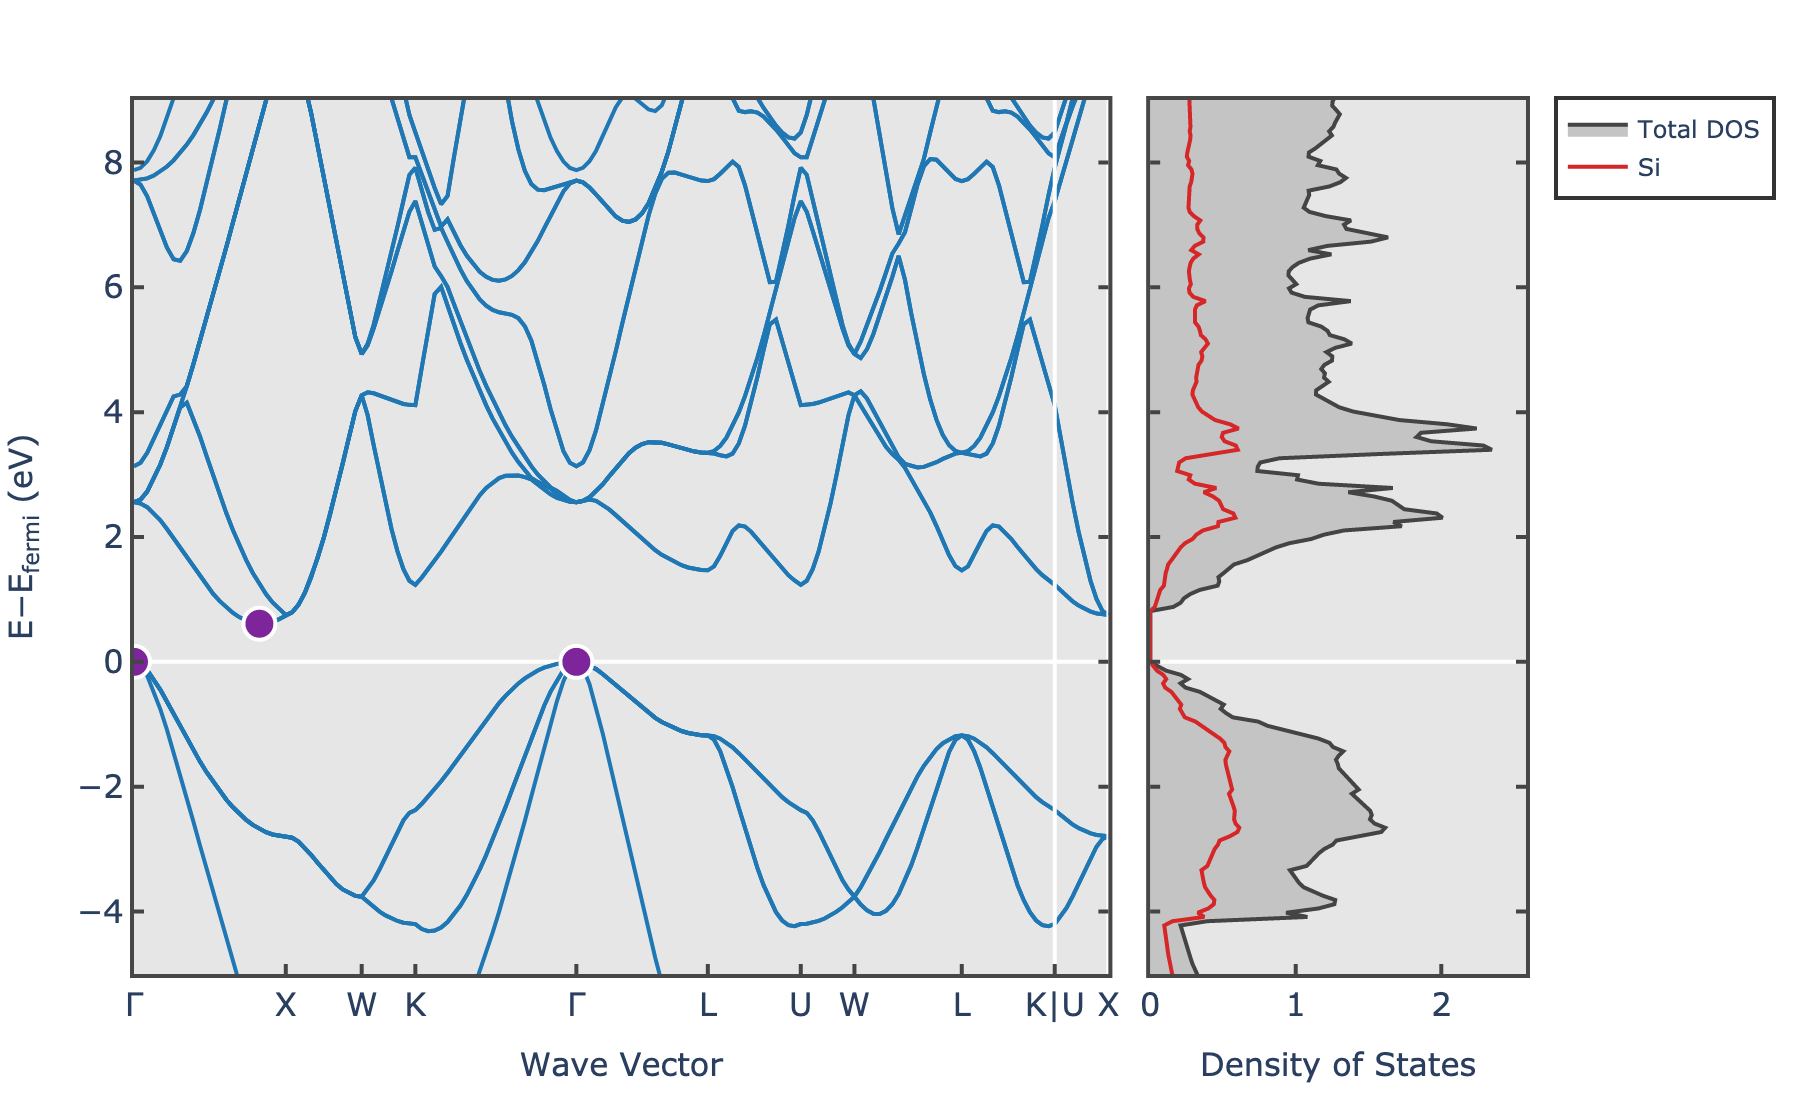 E−Efermi (eV)
8
6
4
2
0
−2
−4
Γ X W K Γ L U W L K|U X
Wave Vector
0 1 2
Density of States
Total DOS
Si